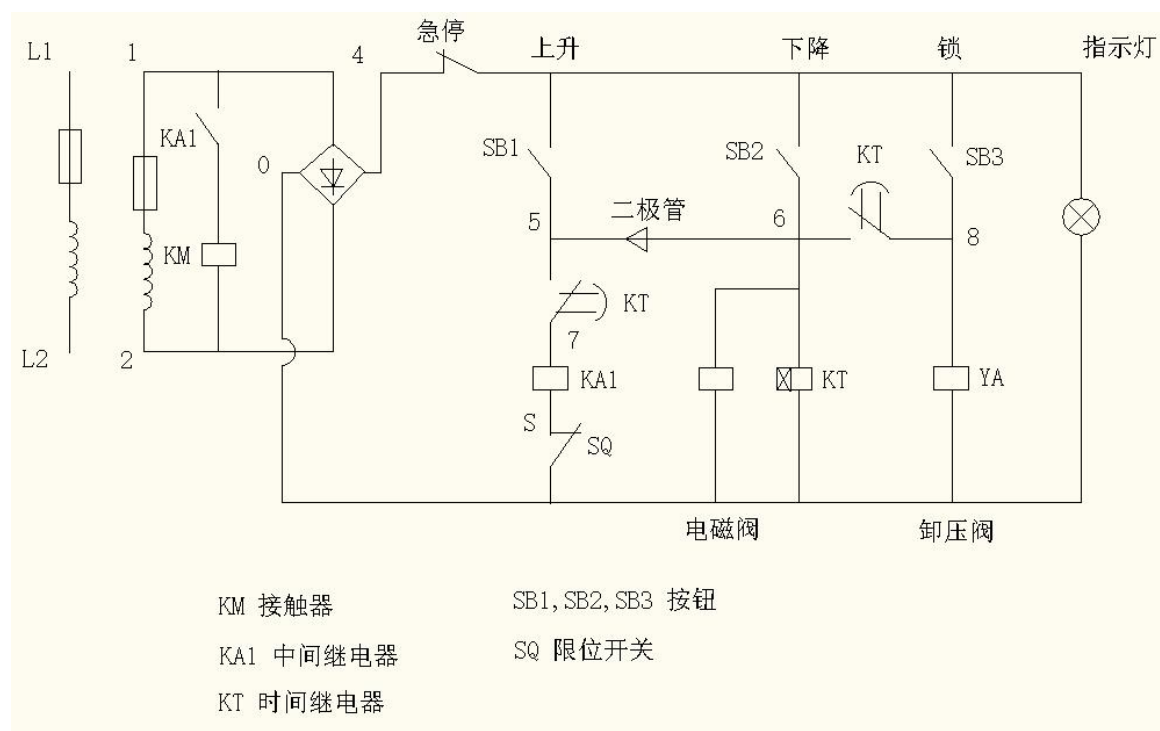 急停
L1
1
4
上升
下降
锁
指示灯
KA1
0
SB1
SB2
KT
SB3
二极管
5
6
8
KM
KT
7
L2
2
KA1
KT
YA
S
SQ
电磁阀
卸压阀
KM 接触器
SB1,SB2,SB3 按钮
KA1 中间继电器
SQ 限位开关
KT 时间继电器